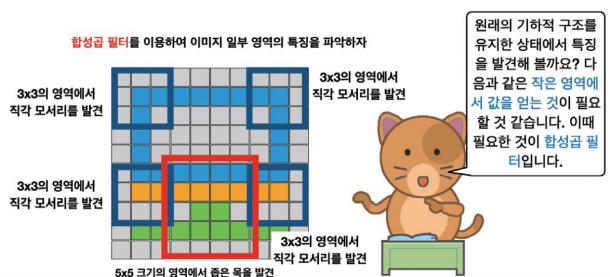 합성곱 필터를 이용하여 이미지 일부 영역의 특징을 파악하자
3x3의 영역에서
직각 모서리를 발견
3x3의 영역에서
직각 모서리를 발견
3x3의 영역에서
직각 모서리를 발견
3x3의 영역에서
직각 모서리를 발견
5x5 크기의 영역에서 좁은 목을 발견
원래의 기하적 구조를
유지한 상태에서 특징
을 발견해 볼까요? 다
음과 같은 작은 영역에
서 값을 얻는 것이 필요
할 것 같습니다. 이때
필요한 것이 합성곱 필
터입니다.